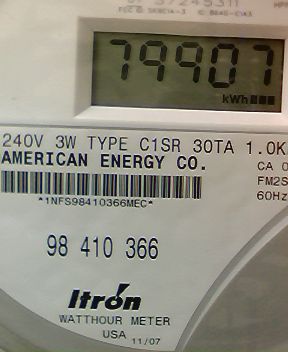 79907
kWh
240V 3W TYPE C1SR 30TA 1.0K
AMERICAN ENERGY CO.
CA 0
FM2S
60Hz
*1NFS98410366MEC*
98 410 366
Itron
WATTHOUR METER
USA 11/07